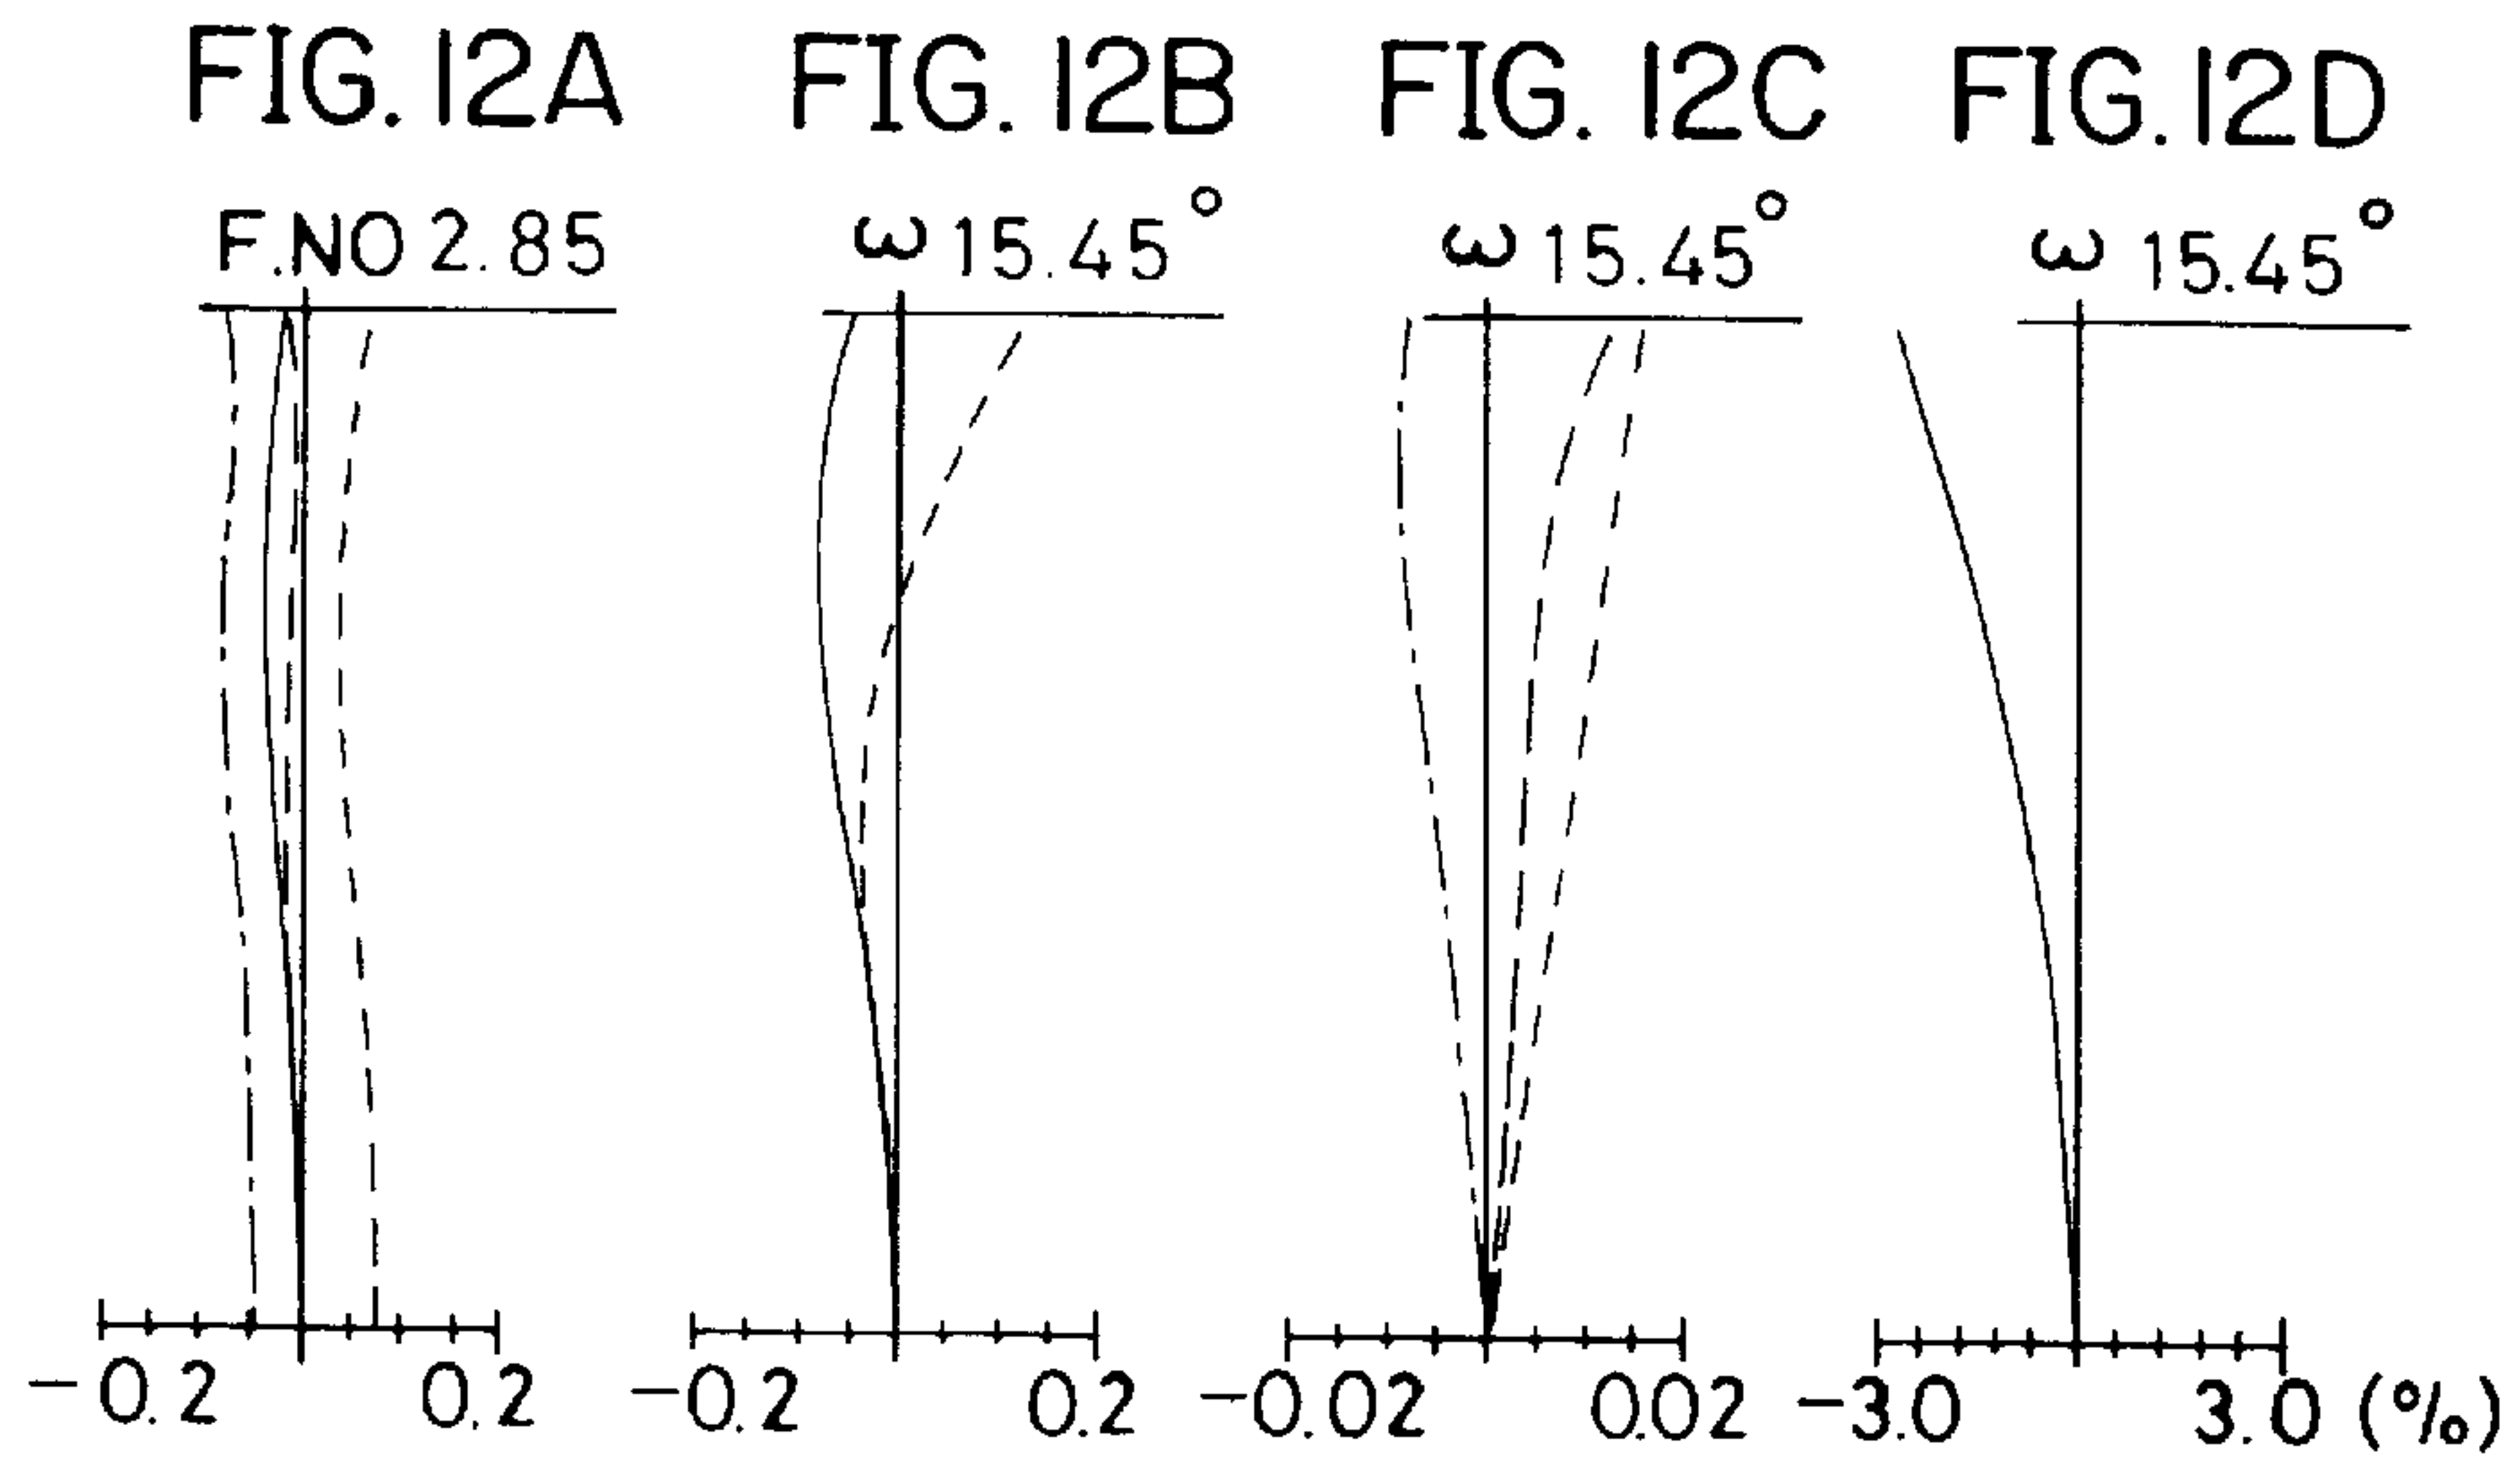 FIG. 12A FIG. 12B FIG. 12C FIG. 12D
F.NO 2.85 ω 15.45° ω 15.45° ω 15.45°
-0.2 0.2 -0.2 0.2 -0.02 0.02 -3.0 3.0 (%)